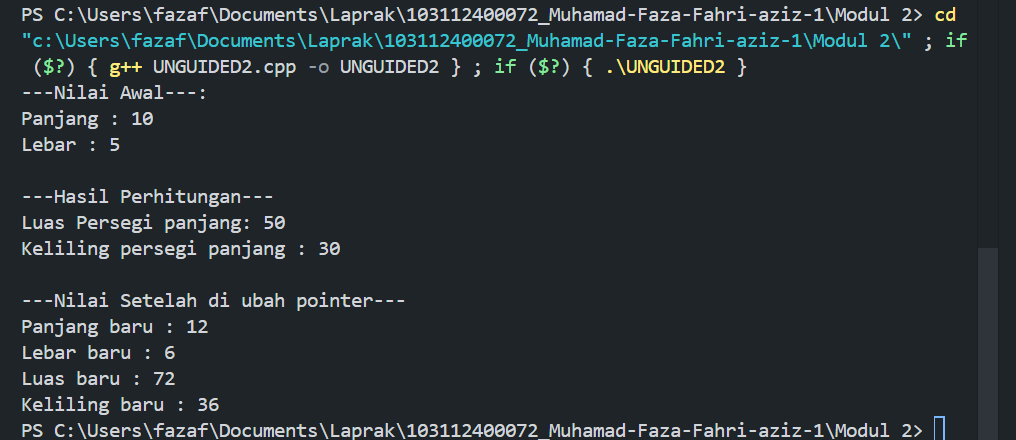 PS C:\Users\fazaf\Documents\Laprak\103112400072_Muhamad-Faza-Fahri-aziz-1\Modul 2> cd
"c:\Users\fazaf\Documents\Laprak\103112400072_Muhamad-Faza-Fahri-aziz-1\Modul 2\" ; if
($?) { g++ UNGUIDED2.cpp -o UNGUIDED2 } ; if ($?) { .\UNGUIDED2 }
---Nilai Awal---:
Panjang : 10
Lebar : 5
---Hasil Perhitungan---
Luas Persegi panjang: 50
Keliling persegi panjang : 30
---Nilai Setelah di ubah pointer---
Panjang baru : 12
Lebar baru : 6
Luas baru : 72
Keliling baru : 36
PS C:\Users\fazaf\Documents\Laprak\103112400072_Muhamad-Faza-Fahri-aziz-1\Modul 2>